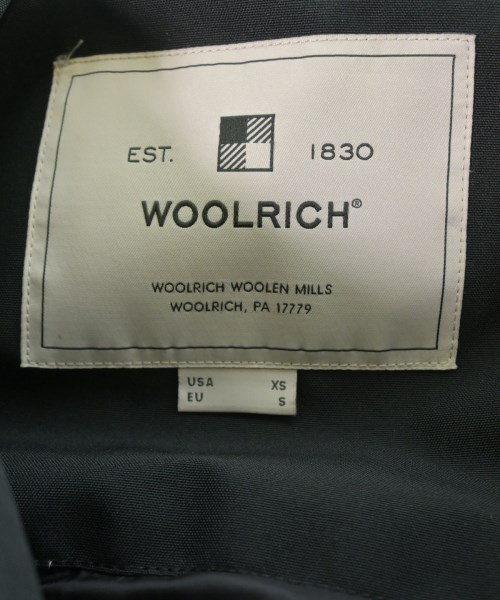 EST. 1830
WOOLRICH®
WOOLRICH WOOLEN MILLS
WOOLRICH, PA 17779
USA XS
EU S